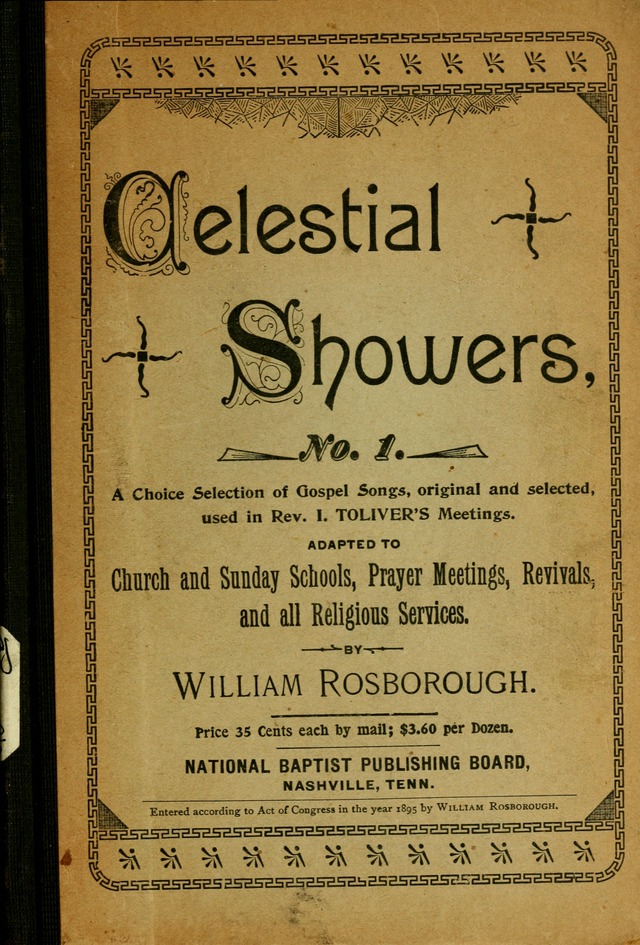 Celestial
Showers,
No. 1.
A Choice Selection of Gospel Songs, original and selected,
used in Rev. I. TOLIVER'S Meetings.
ADAPTED TO
Church and Sunday Schools, Prayer Meetings, Revivals,
and all Religious Services.
BY
WILLIAM ROSBOROUGH.
Price 35 Cents each by mail; $3.60 per Dozen.
NATIONAL BAPTIST PUBLISHING BOARD,
NASHVILLE, TENN.
Entered according to Act of Congress in the year 1895 by WILLIAM ROSBOROUGH.